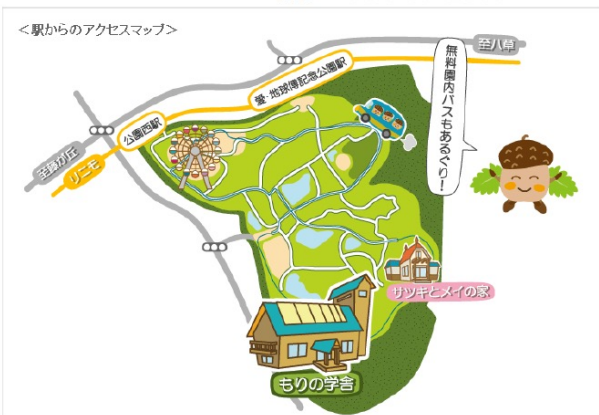 <駅からのアクセスマップ>
至八草
愛・地球博記念公園駅
公園西駅
至藤が丘
リニモ
無料園内バスもあるぐり!
サツキとメイの家
もりの学舎